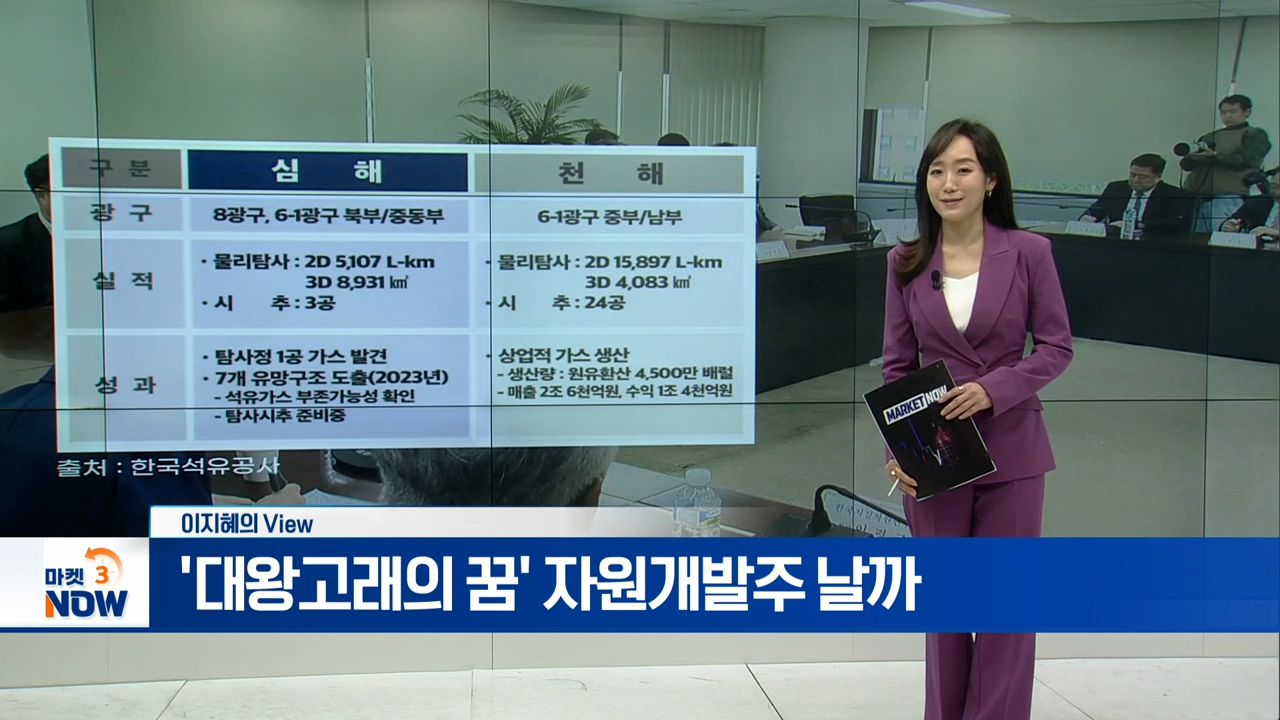 구 분 심 해 천 해
광 구 8광구, 6-1광구 북부/중동부 6-1광구 중부/남부
실 적
· 물리탐사 : 2D 5,107 L-km
3D 8,931 ㎢
· 시 추 : 3공
· 물리탐사 : 2D 15,897 L-km
3D 4,083 ㎢
· 시 추 : 24공
성 과
· 탐사정 1공 가스 발견
· 7개 유망구조 도출(2023년)
- 석유가스 부존가능성 확인
- 탐사시추 준비중
· 상업적 가스 생산
- 생산량 : 원유환산 4,500만 배럴
- 매출 2조 6천억원, 수익 1조 4천억원
출처 : 한국석유공사
MARKET NOW
이지혜의 View
마켓 3
NOW
'대왕고래의 꿈' 자원개발주 날까